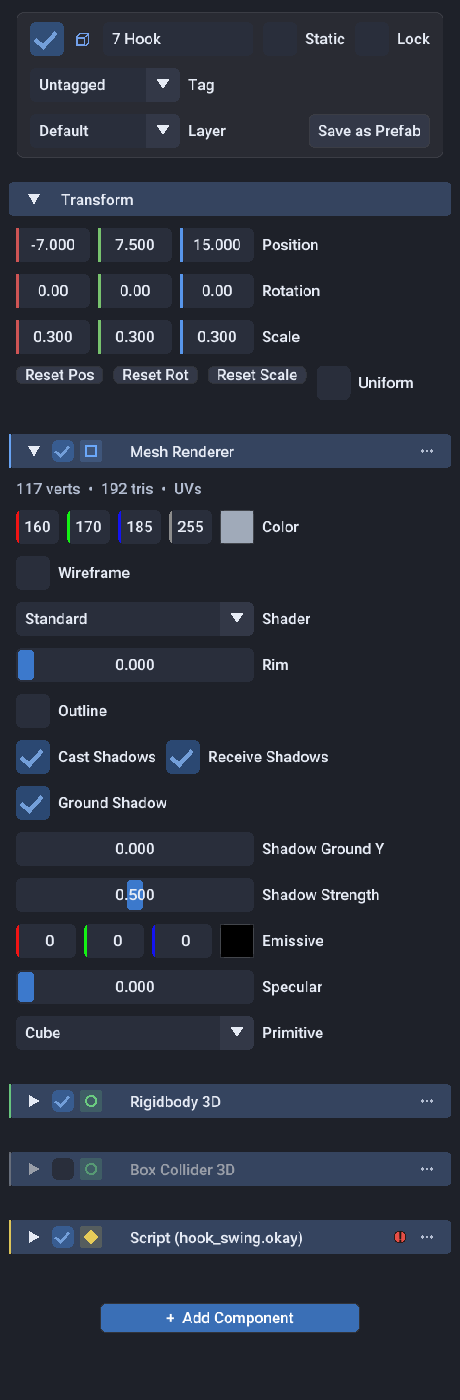 7 Hook Static Lock
Untagged Tag
Default Layer Save as Prefab
Transform
-7.000 7.500 15.000 Position
0.00 0.00 0.00 Rotation
0.300 0.300 0.300 Scale
Reset Pos Reset Rot Reset Scale Uniform
Mesh Renderer ...
117 verts • 192 tris • UVs
160 170 185 255 Color
Wireframe
Standard Shader
0.000 Rim
Outline
Cast Shadows Receive Shadows
Ground Shadow
0.000 Shadow Ground Y
0.500 Shadow Strength
0 0 0 Emissive
0.000 Specular
Cube Primitive
Rigidbody 3D ...
Box Collider 3D ...
Script (hook_swing.okay) ...
+ Add Component